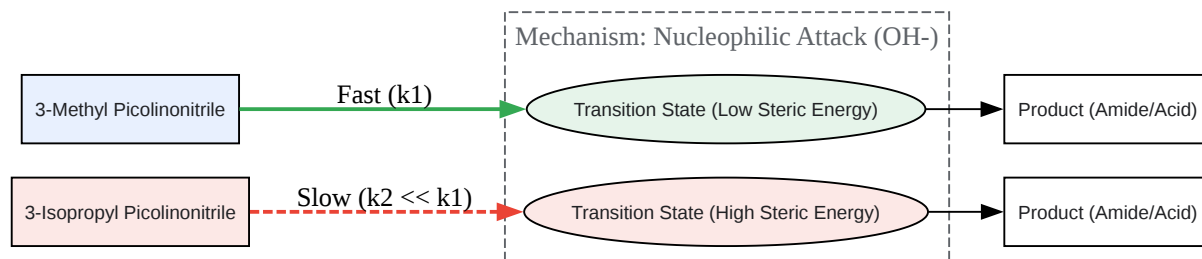 Mechanism: Nucleophilic Attack (OH-)
3-Methyl Picolinonitrile
Fast (k1)
Transition State (Low Steric Energy)
Product (Amide/Acid)
3-Isopropyl Picolinonitrile
Slow (k2 << k1)
Transition State (High Steric Energy)
Product (Amide/Acid)